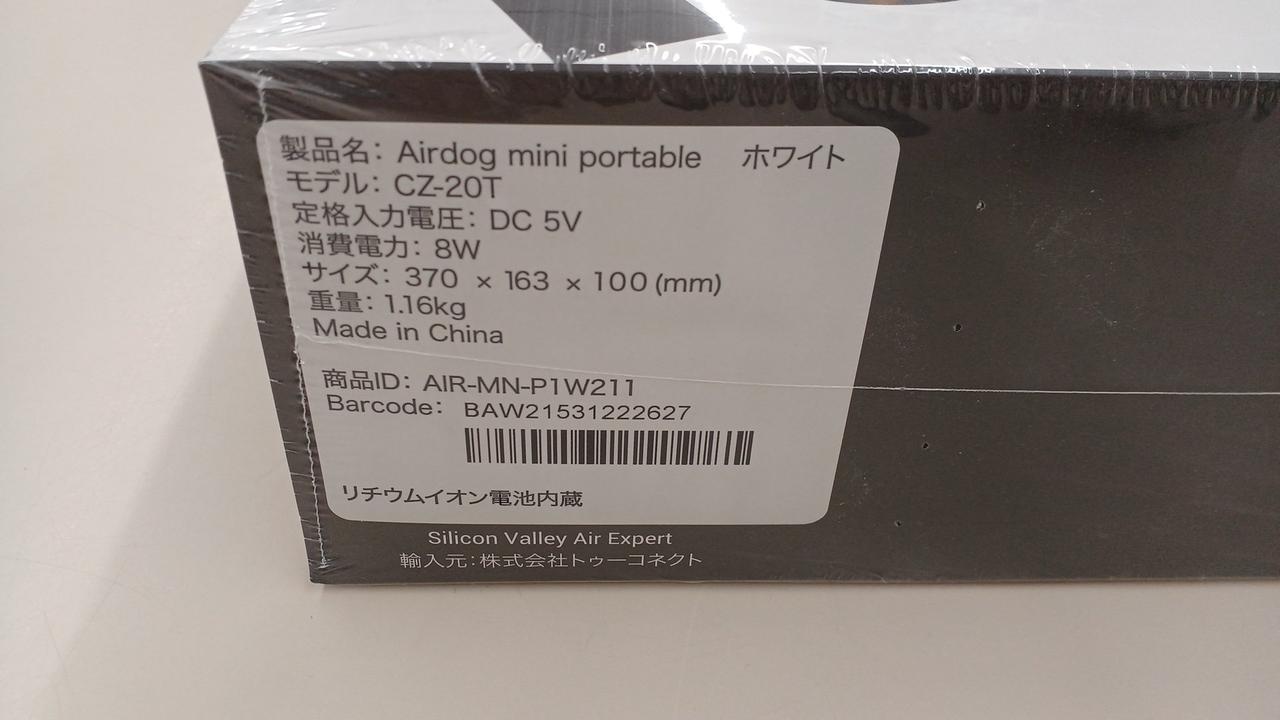 製品名: Airdog mini portable ホワイト
モデル: CZ-20T
定格入力電圧: DC 5V
消費電力: 8W
サイズ: 370 × 163 × 100 (mm)
重量: 1.16kg
Made in China
商品ID: AIR-MN-P1W211
Barcode: BAW21531222627
リチウムイオン電池内蔵
Silicon Valley Air Expert
輸入元:株式会社トゥーコネクト